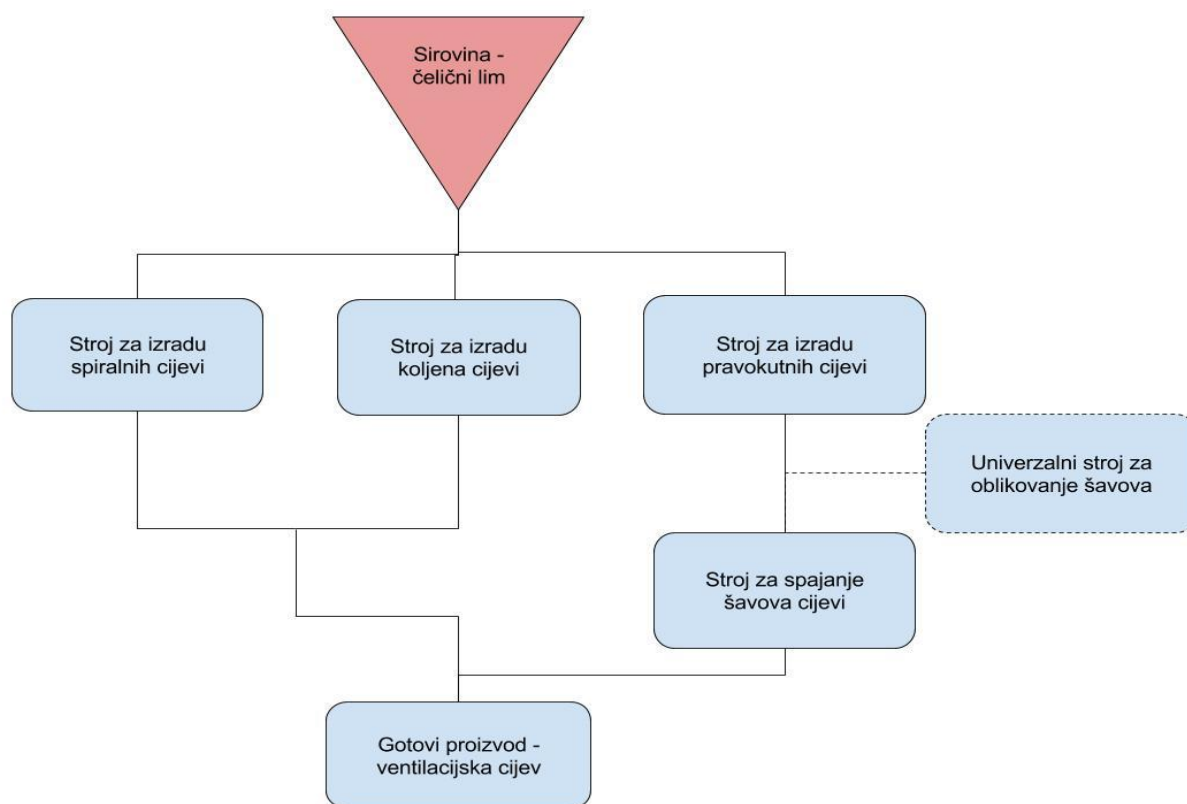 Sirovina -
čelični lim
Stroj za izradu
spiralnih cijevi
Stroj za izradu
koljena cijevi
Stroj za izradu
pravokutnih cijevi
Univerzalni stroj za
oblikovanje šavova
Stroj za spajanje
šavova cijevi
Gotovi proizvod -
ventilacijska cijev